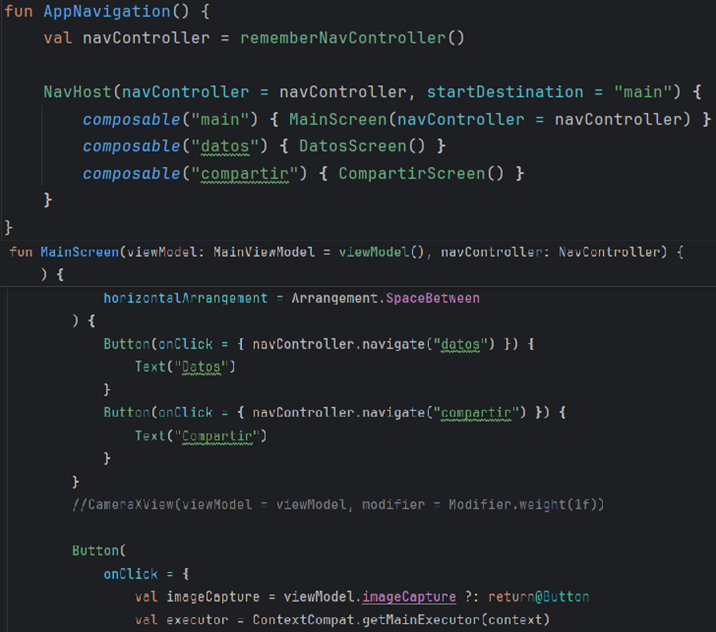 fun AppNavigation() {
    val navController = rememberNavController()
    NavHost(navController = navController, startDestination = "main") {
        composable("main") { MainScreen(navController = navController) }
        composable("datos") { DatosScreen() }
        composable("compartir") { CompartirScreen() }
    }
}
fun MainScreen(viewModel: MainViewModel = viewModel(), navController: NavController) {
    ) {
            horizontalArrangement = Arrangement.SpaceBetween
        ) {
            Button(onClick = { navController.navigate("datos") }) {
                Text("Datos")
            }
            Button(onClick = { navController.navigate("compartir") }) {
                Text("Compartir")
            }
        }
        //CameraXView(viewModel = viewModel, modifier = Modifier.weight(1f))
        Button(
            onClick = {
                val imageCapture = viewModel.imageCapture ?: return@Button
                val executor = ContextCompat.getMainExecutor(context)